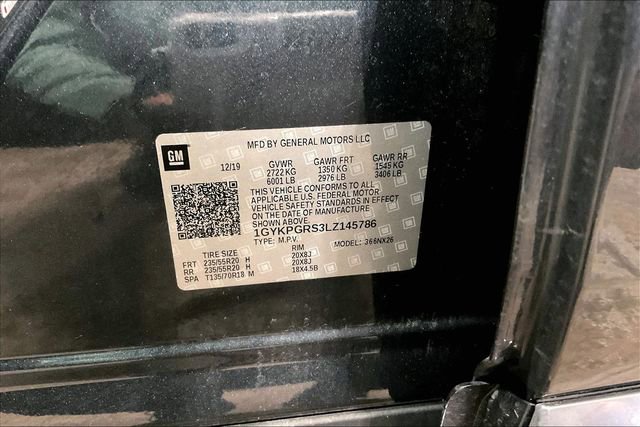 GM
MFD BY GENERAL MOTORS LLC
12/19
GVWR GAWR FRT GAWR RR
2722 KG 1350 KG 1545 KG
6001 LB 2976 LB 3406 LB
THIS VEHICLE CONFORMS TO ALL
APPLICABLE U.S. FEDERAL MOTOR
VEHICLE SAFETY STANDARDS IN EFFECT
ON THE DATE OF MANUFACTURE
SHOWN ABOVE.
1GYKPGRS3LZ145786
TYPE: M.P.V. MODEL: 366NX26
TIRE SIZE RIM
FRT 235/55R20 H 20X8J
RR 235/55R20 H 20X8J
SPA T135/70R18 M 18X4.5B